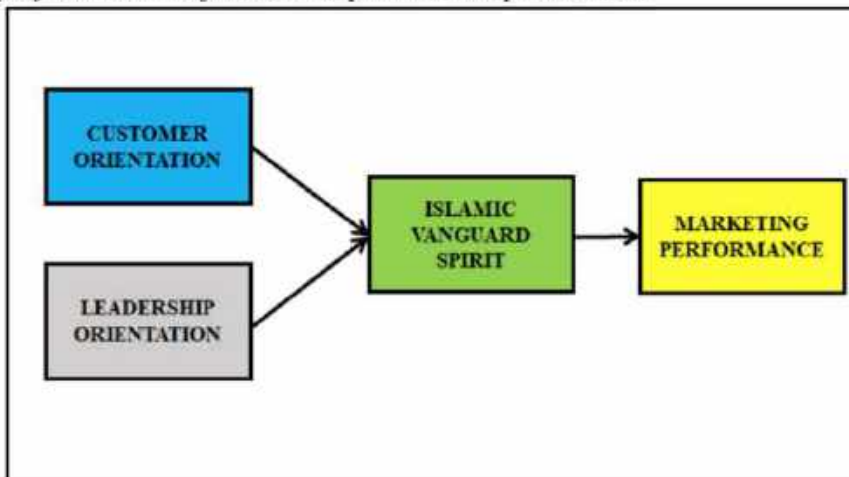 CUSTOMER
ORIENTATION
ISLAMIC
VANGUARD
SPIRIT
MARKETING
PERFORMANCE
LEADERSHIP
ORIENTATION